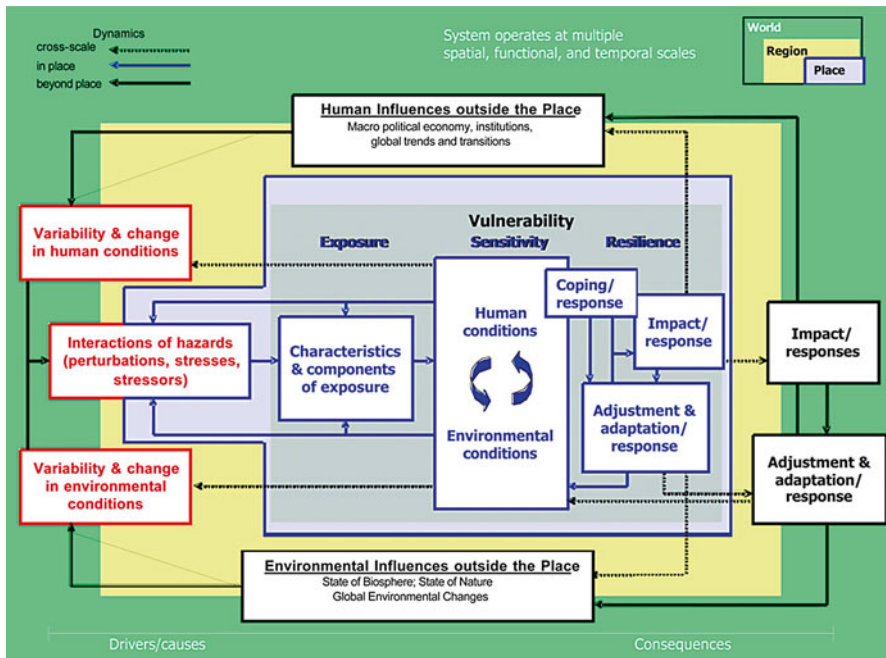 Dynamics
cross-scale
in place
beyond place
System operates at multiple
spatial, functional, and temporal scales
World
Region
Place
Human Influences outside the Place
Macro political economy, institutions,
global trends and transitions
Vulnerability
Exposure
Sensitivity
Resilience
Variability & change
in human conditions
Interactions of hazards
(perturbations, stresses,
stressors)
Variability & change
in environmental
conditions
Characteristics
& components
of exposure
Human
conditions
Environmental
conditions
Coping/
response
Impact/
response
Adjustment &
adaptation/
response
Impact/
responses
Adjustment &
adaptation/
response
Environmental Influences outside the Place
State of Biosphere; State of Nature
Global Environmental Changes
Drivers/causes
Consequences